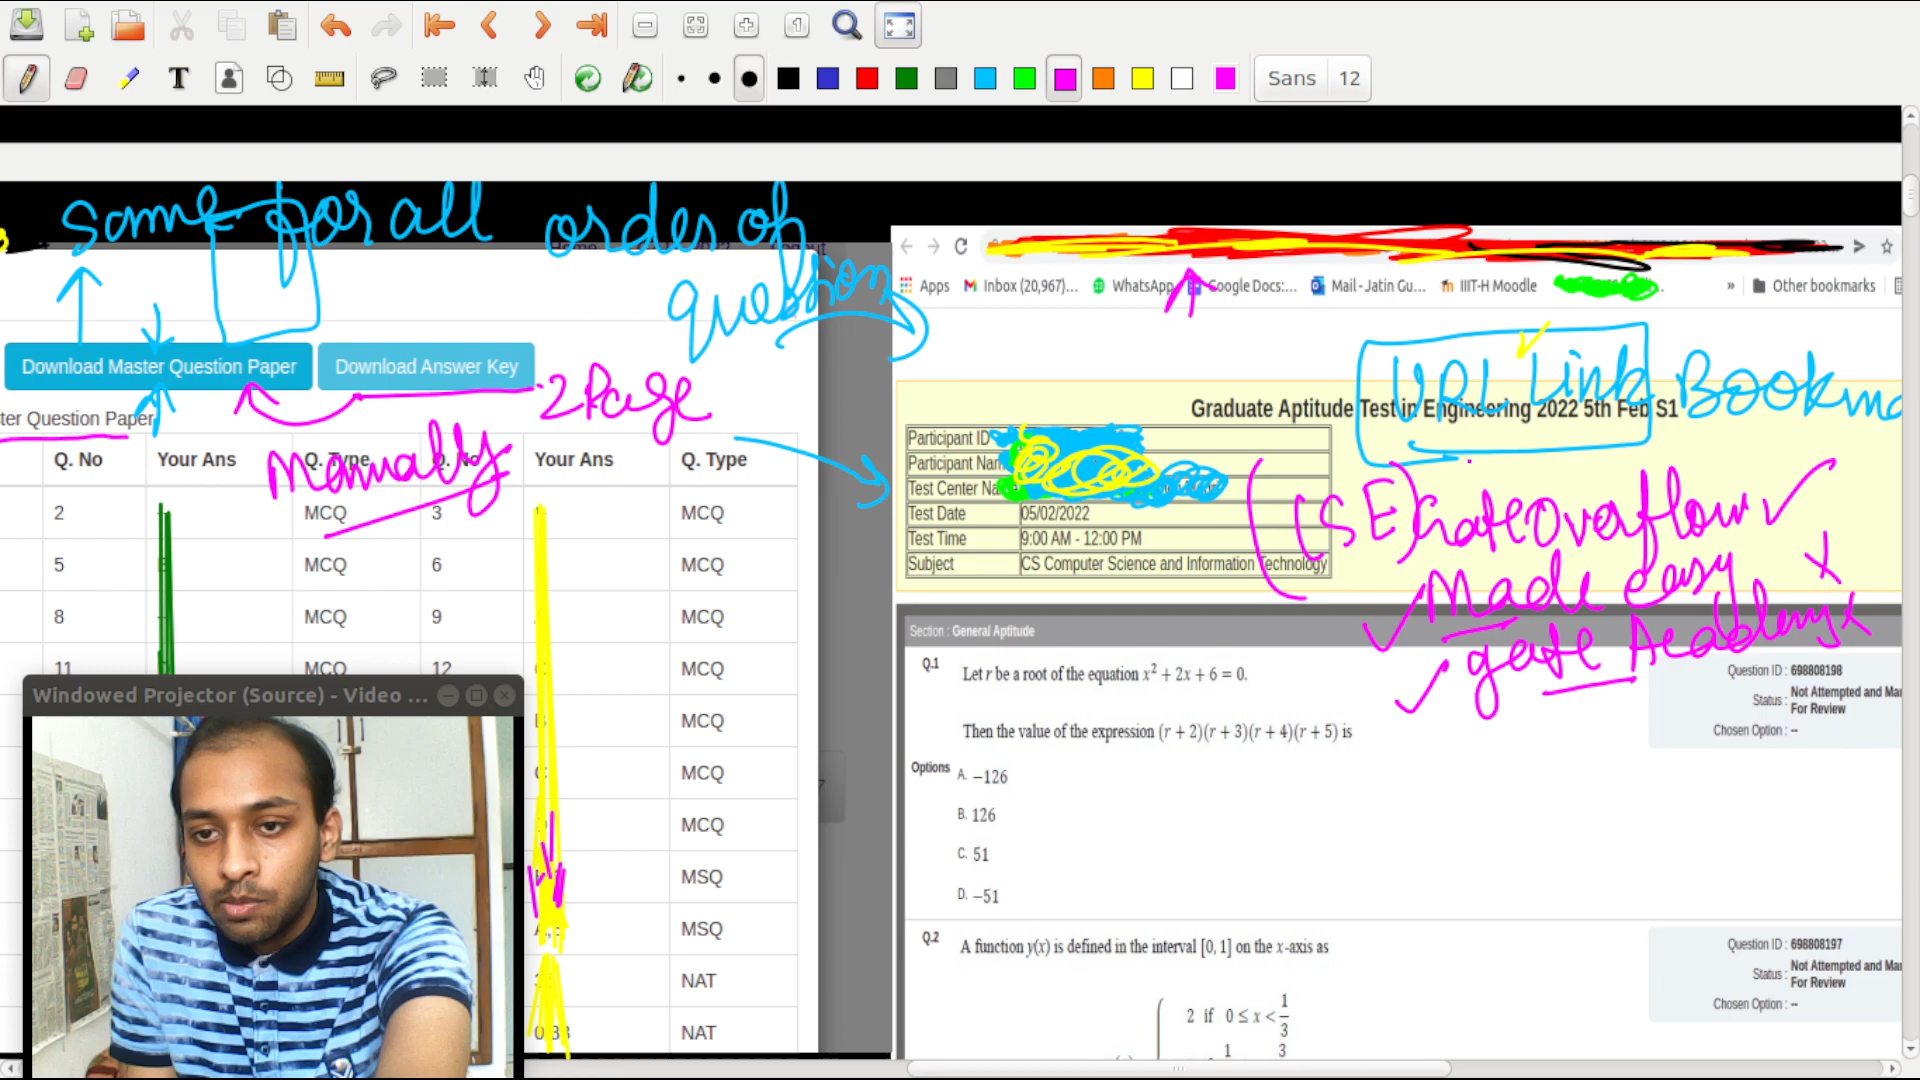 Sans 12
Same for all order of
question
Home
Apps
Inbox (20,967)...
WhatsApp
Google Docs:...
Mail - Jatin Gu...
IIIT-H Moodle
»
Other bookmarks
Download Master Question Paper
Download Answer Key
2 Page
ter Question Paper
Manually
Q. No Your Ans Q. Type Q. No Your Ans Q. Type
2 MCQ 3 MCQ
5 MCQ 6 MCQ
8 MCQ 9 MCQ
11 MCQ 12 MCQ
MCQ
MCQ
MCQ
MSQ
MSQ
NAT
NAT
Windowed Projector (Source) - Video ...
URL Link Bookma
Graduate Aptitude Test in Engineering 2022 5th Feb S1
Participant ID
Participant Nam
Test Center Na
Test Date 05/02/2022
Test Time 9:00 AM - 12:00 PM
Subject CS Computer Science and Information Technology
(CSE) GateOverflow
Made easy
gate Academy
Section : General Aptitude
Q.1 Let r be a root of the equation x² + 2x + 6 = 0.
Then the value of the expression (r + 2)(r + 3)(r + 4)(r + 5) is
Options A. −126
B. 126
C. 51
D. −51
Question ID : 698808198
Status : Not Attempted and Mar
For Review
Chosen Option : --
Q.2 A function y(x) is defined in the interval [0, 1] on the x-axis as
2 if 0 ≤ x < 1/3
1 3
Question ID : 698808197
Status : Not Attempted and Mar
For Review
Chosen Option : --